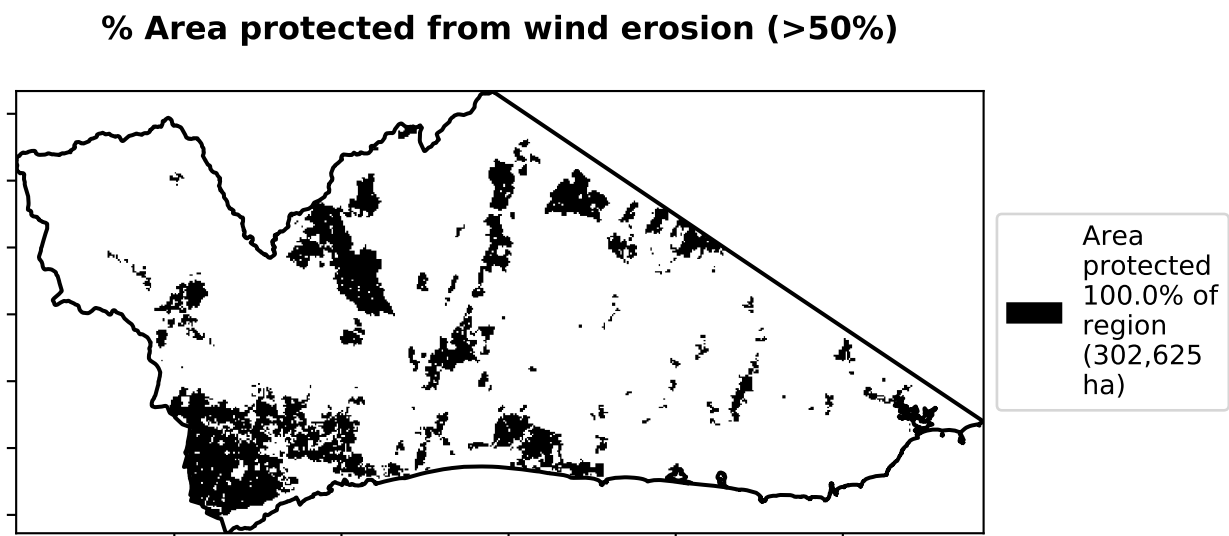 % Area protected from wind erosion (>50%)
Area
protected
100.0% of
region
(302,625
ha)